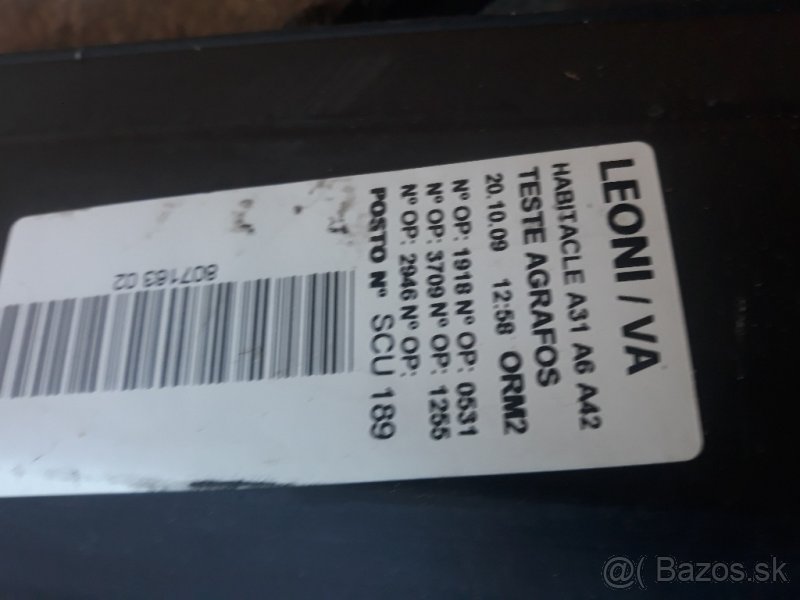 LEONI / VA
HABITACLE A31 A6 A42
TESTE AGRAFOS
20.10.09 12:58 ORM2
Nº OP: 1918 Nº OP: 0531
Nº OP: 3709 Nº OP: 1255
Nº OP: 2946 Nº OP:
POSTO Nº SCU 189
807183 02
@( Bazos.sk